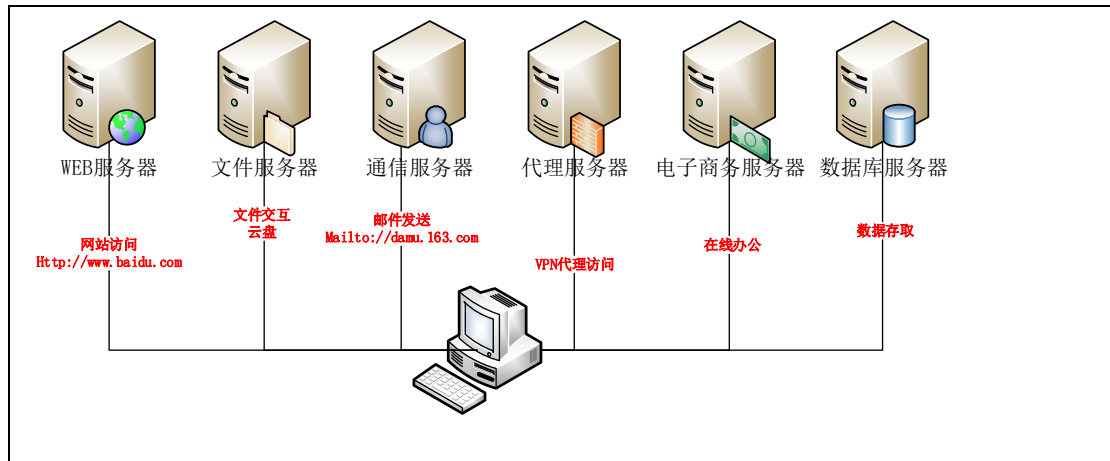 WEB服务器
文件服务器
通信服务器
代理服务器
电子商务服务器
数据库服务器
网站访问
Http://www.baidu.com
文件交互
云盘
邮件发送
Mailto://damu.163.com
VPN代理访问
在线办公
数据存取